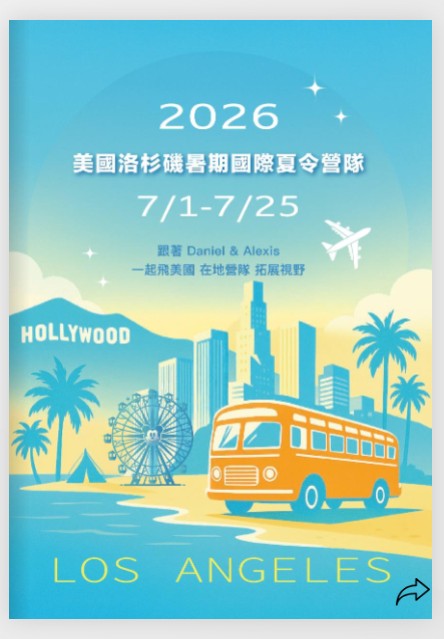 2026
美國洛杉磯暑期國際夏令營隊
7/1-7/25
跟著 Daniel & Alexis
一起飛美國 在地營隊 拓展視野
HOLLYWOOD
LOS ANGELES